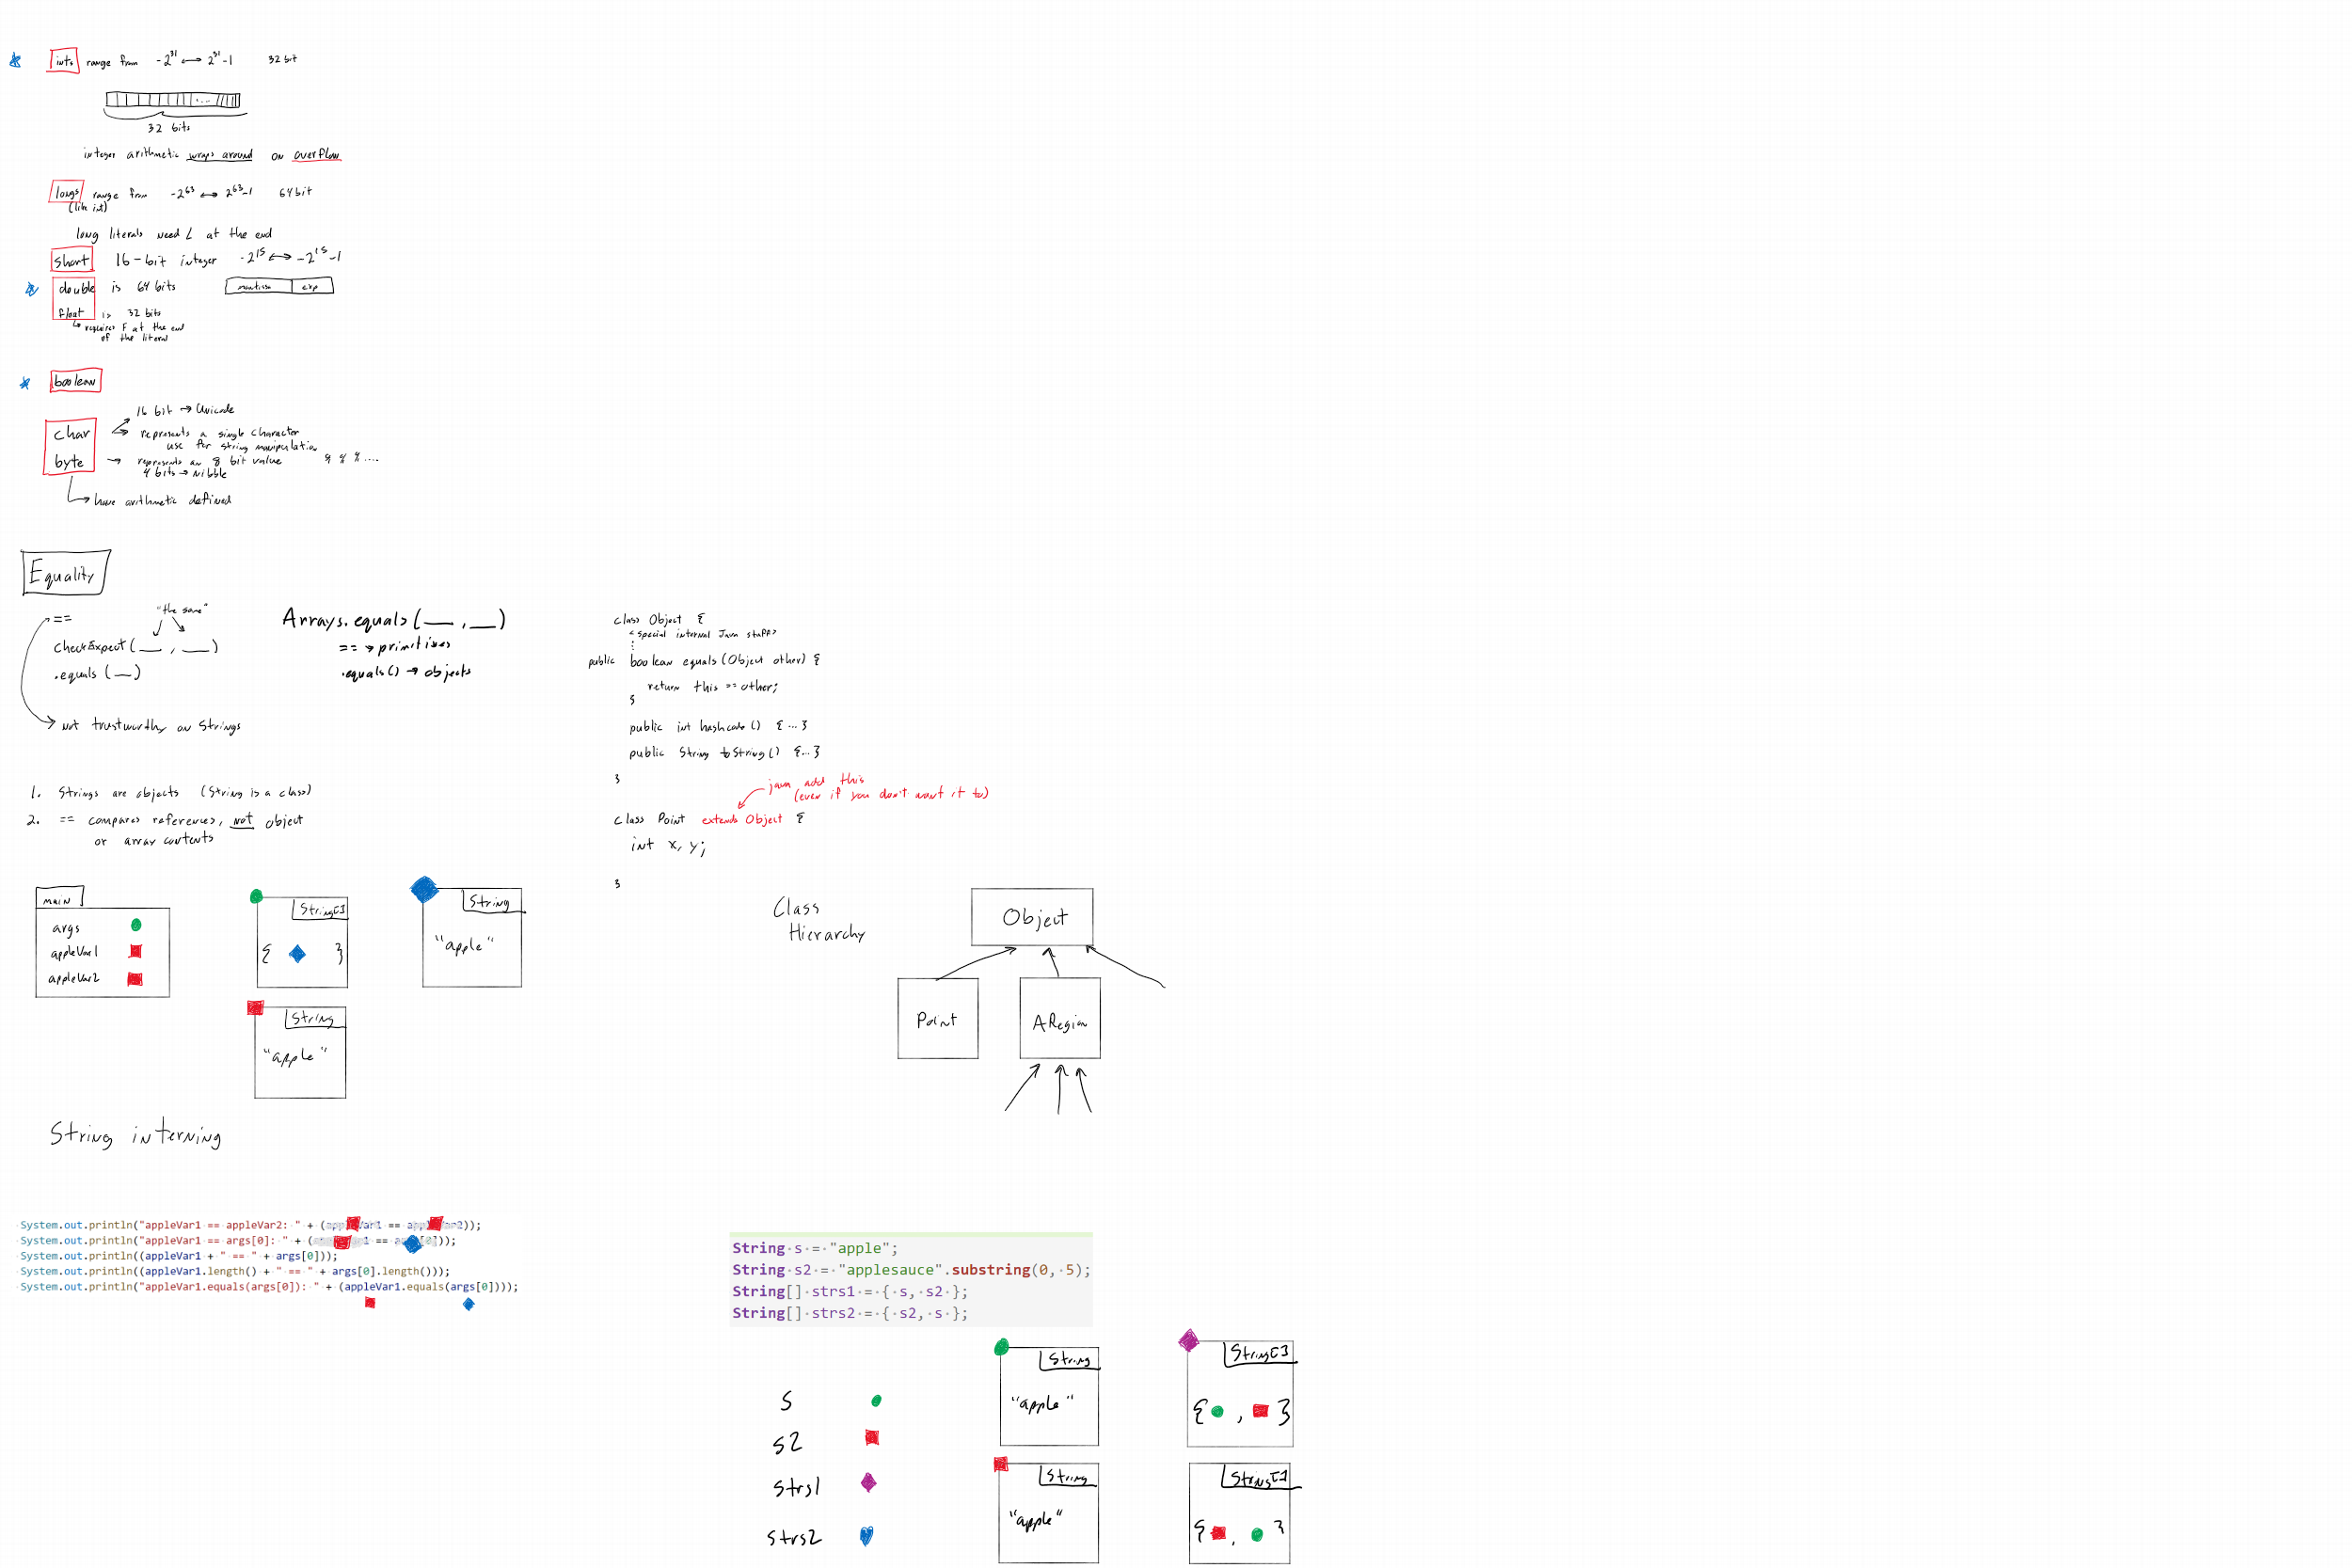 ints range from -2^31 ⟷ 2^31-1 32 bit
....
32 bits
integer arithmetic wraps around on overflow
longs range from -2^63 ⟷ 2^63-1 64 bit
(like int)
long literals need L at the end
short 16-bit integer -2^15 ⟷ -2^15-1
double is 64 bits mantissa exp
float is 32 bits
↳ requires F at the end
of the literal
boolean
16 bit → Unicode
char → represents a single character
use for string manipulation
byte → represents an 8 bit value
4 bits → nibble
↳ have arithmetic defined
Equality
== "the same"
checkExpect(__, __)
.equals(__)
not trustworthy on Strings
Arrays.equals(__, __)
== → primitives
.equals() → objects
1. Strings are objects (String is a class)
2. == compares references, not object
or array contents
main
args
appleVar1
appleVar2
String[]
{ }
String
"apple"
String
"apple"
String interning
class Object {
<special internal Java stuff>
⋮
public boolean equals(Object other) {
return this == other;
}
public int hashcode() {...}
public String toString() {...}
}
java add this
(even if you don't want it to)
class Point extends Object {
int x, y;
}
Class
Hierarchy
Object
Point
ARegion
System.out.println("appleVar1 == appleVar2: " + (appleVar1 == appleVar2));
System.out.println("appleVar1 == args[0]: " + (appleVar1 == args[0]));
System.out.println((appleVar1 + " == " + args[0]));
System.out.println((appleVar1.length() + " == " + args[0].length()));
System.out.println("appleVar1.equals(args[0]): " + (appleVar1.equals(args[0])));
String s = "apple";
String s2 = "applesauce".substring(0, 5);
String[] strs1 = { s, s2 };
String[] strs2 = { s2, s };
s
s2
strs1
strs2
String
"apple"
String[]
{ , }
String
"apple"
String[]
{ , }